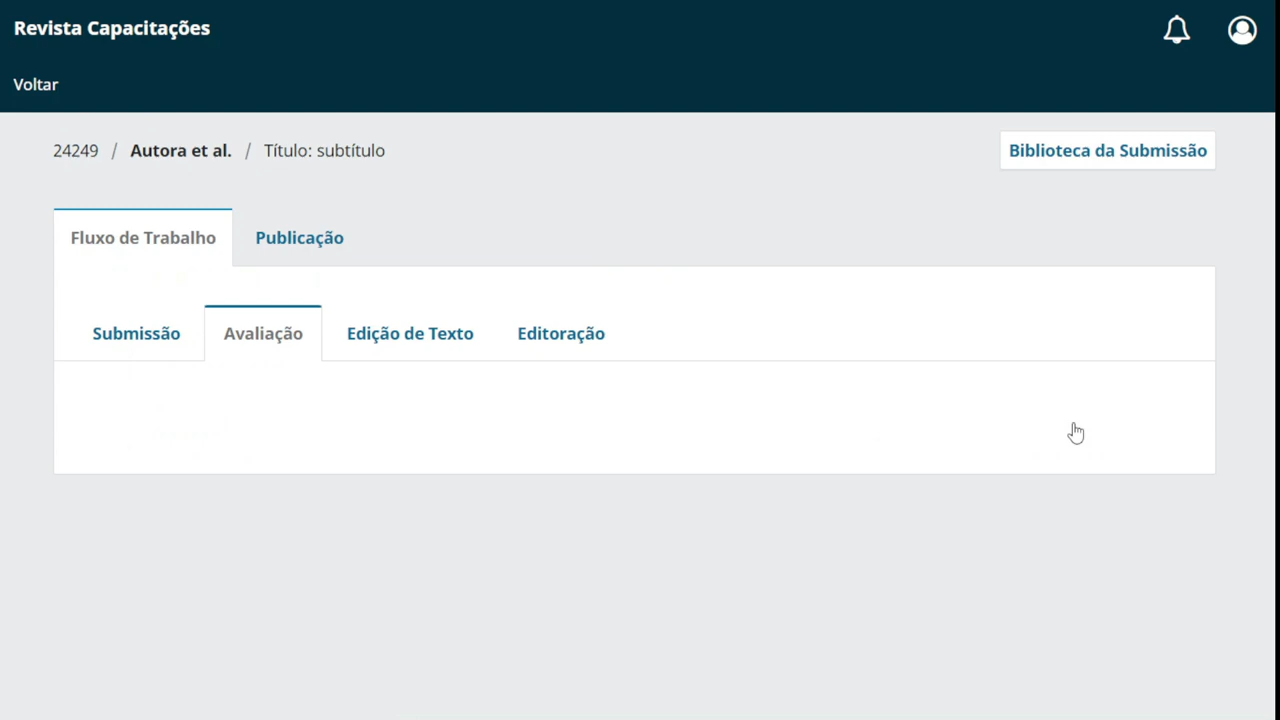 Revista Capacitações
Voltar
24249 / Autora et al. / Título: subtítulo
Biblioteca da Submissão
Fluxo de Trabalho
Publicação
Submissão
Avaliação
Edição de Texto
Editoração